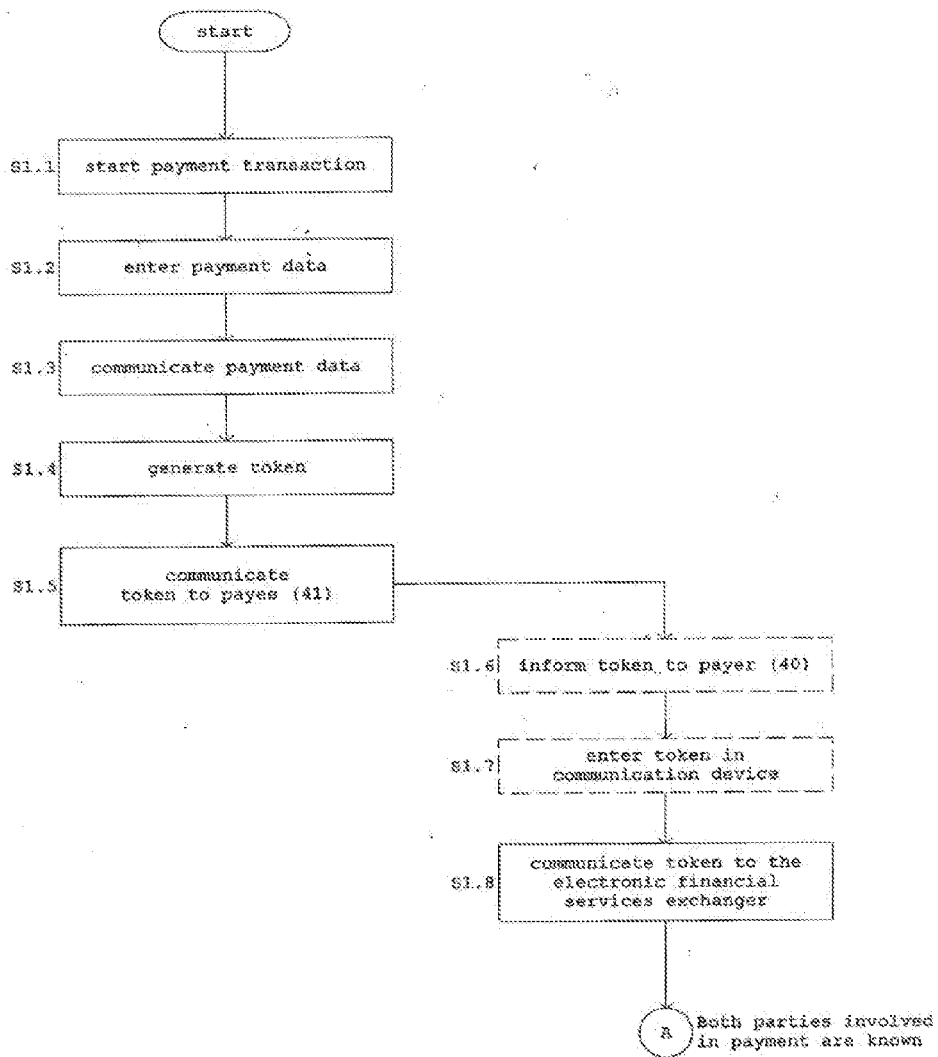 start
S1.1 start payment transaction
S1.2 enter payment data
S1.3 communicate payment data
S1.4 generate token
S1.5 communicate
token to payee (41)
S1.6 inform token to payer (40)
S1.7 enter token in
communication device
S1.8 communicate token to the
electronic financial
services exchanger
A Both parties involved
in payment are known